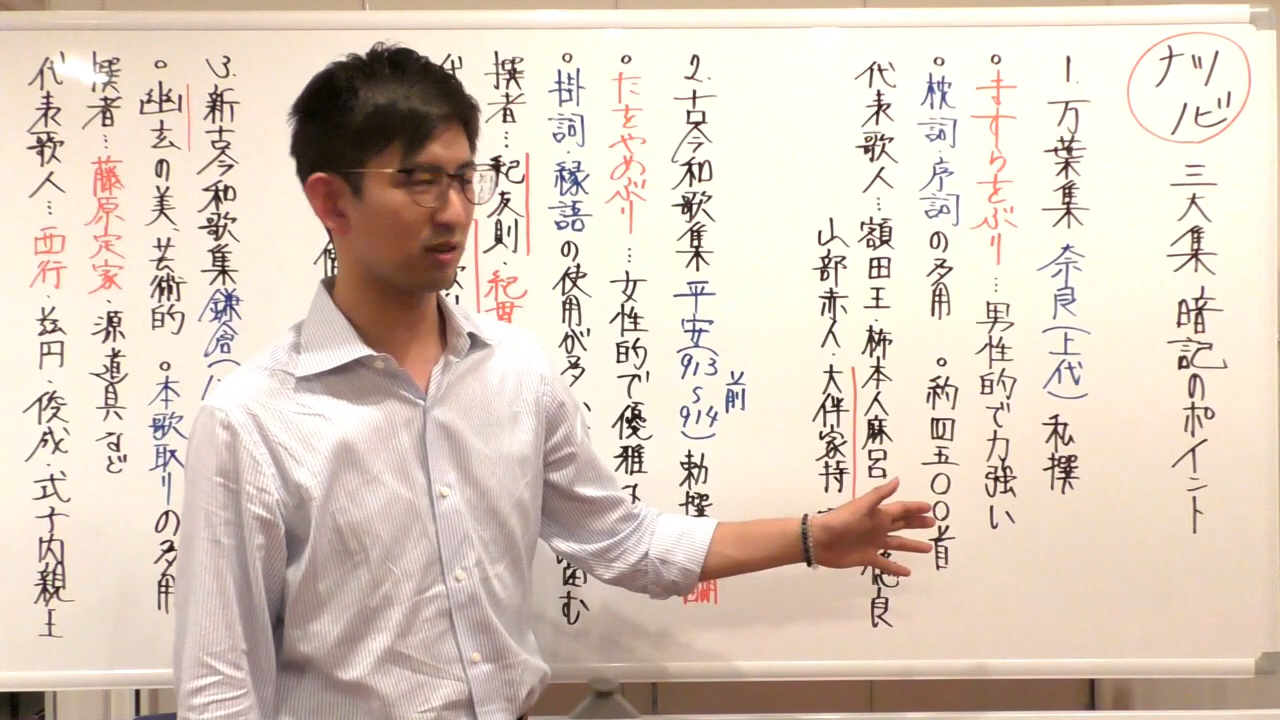 ナツノビ
三大集 暗記のポイント
1. 万葉集 奈良(上代) 私撰
・ますらをぶり…男性的で力強い
・枕詞・序詞の多用 ・約四五〇〇首
代表歌人…額田王・柿本人麻呂
山部赤人・大伴家持 良
2. 古今和歌集 平安(913〜914)前 勅撰
・たをやめぶり…女性的で優雅
・掛詞・縁語の使用が多 む
撰者…紀友則・紀貫
代
3. 新古今和歌集 鎌倉(
・幽玄の美、芸術的 ・本歌取りの多用
撰者…藤原定家・源道具など
代表歌人…西行・慈円・俊成・式子内親王